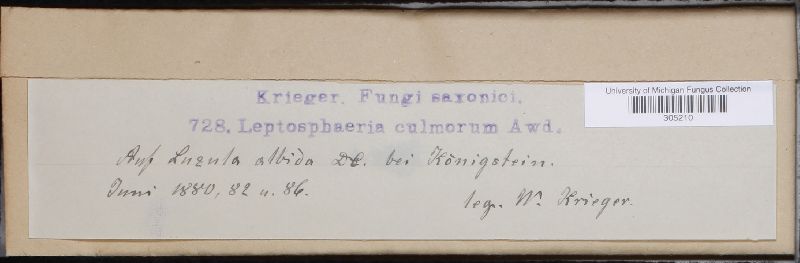 Krieger. Fungi saxonici.
University of Michigan Fungus Collection
305210
728. Leptosphaeria culmorum Awd.
Auf Luzula albida DC. bei Königstein.
Juni 1880, 82 u. 86.
leg. W. Krieger.